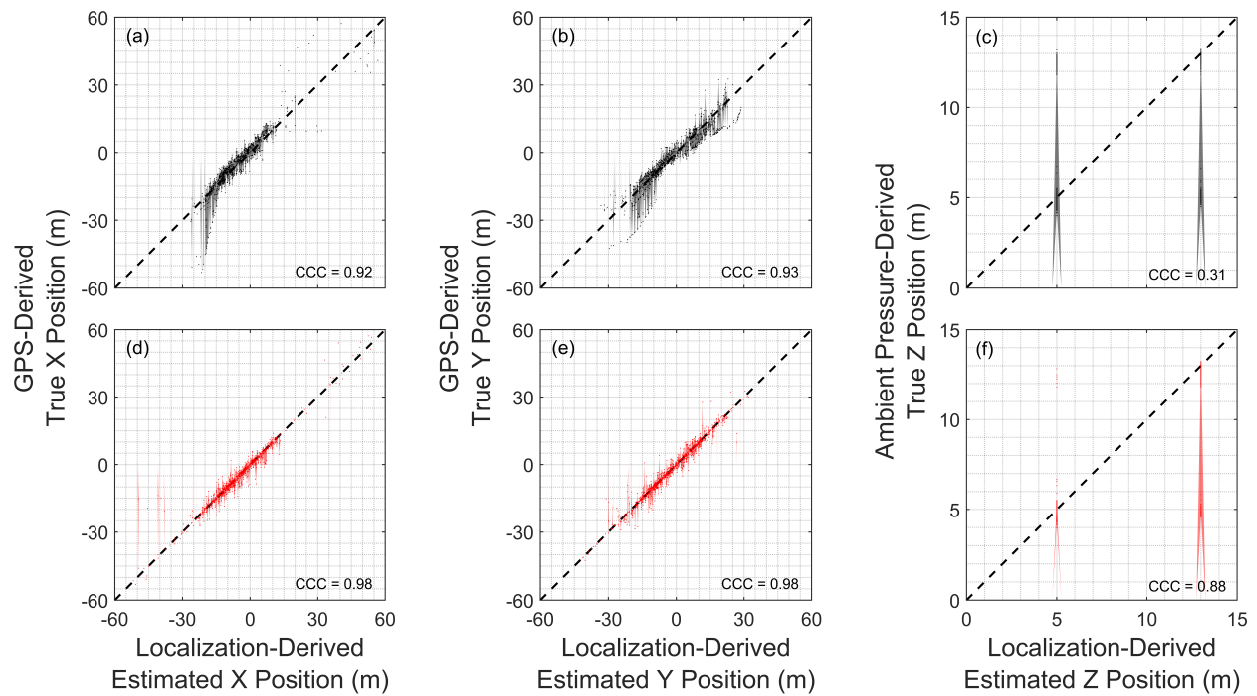 GPS-Derived
True X Position (m)
60
30
0
-30
-60
(a)
CCC = 0.92
GPS-Derived
True Y Position (m)
60
30
0
-30
-60
(b)
CCC = 0.93
Ambient Pressure-Derived
True Z Position (m)
15
10
5
0
(c)
CCC = 0.31
60
30
0
-30
-60
(d)
CCC = 0.98
-60
-30
0
30
60
Localization-Derived
Estimated X Position (m)
60
30
0
-30
-60
(e)
CCC = 0.98
-60
-30
0
30
60
Localization-Derived
Estimated Y Position (m)
15
10
5
0
(f)
CCC = 0.88
0
5
10
15
Localization-Derived
Estimated Z Position (m)